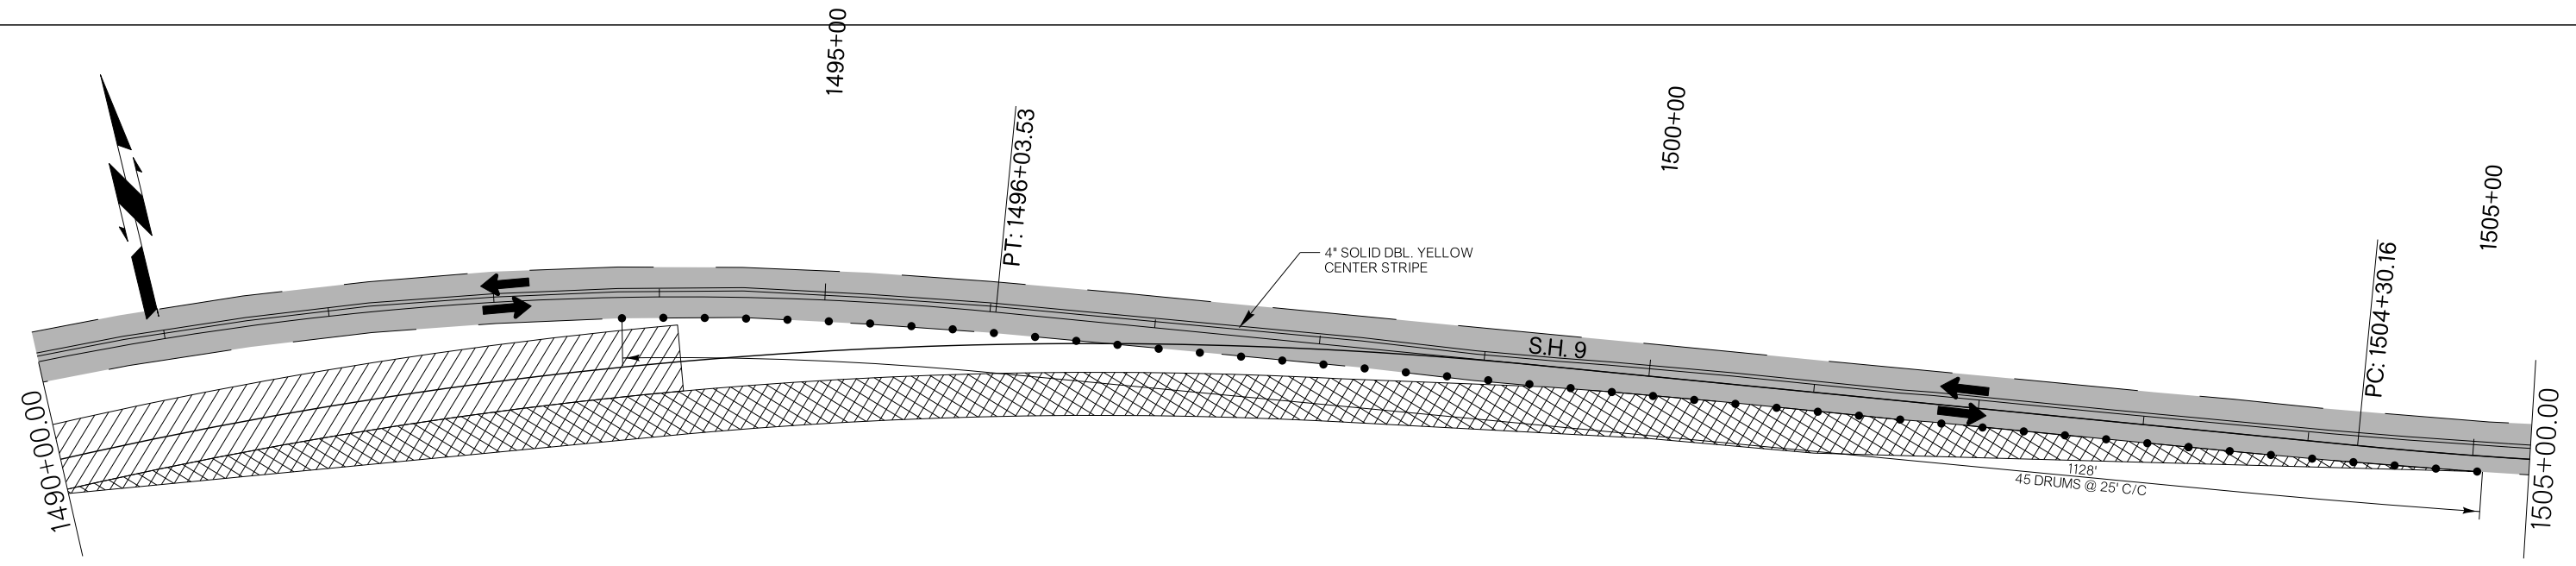 1495+00
1500+00
1505+00
PT: 1496+03.53
4" SOLID DBL. YELLOW
CENTER STRIPE
PC: 1504+30.16
S.H. 9
1490+00.00
1505+00.00
1128'
45 DRUMS @ 25' C/C